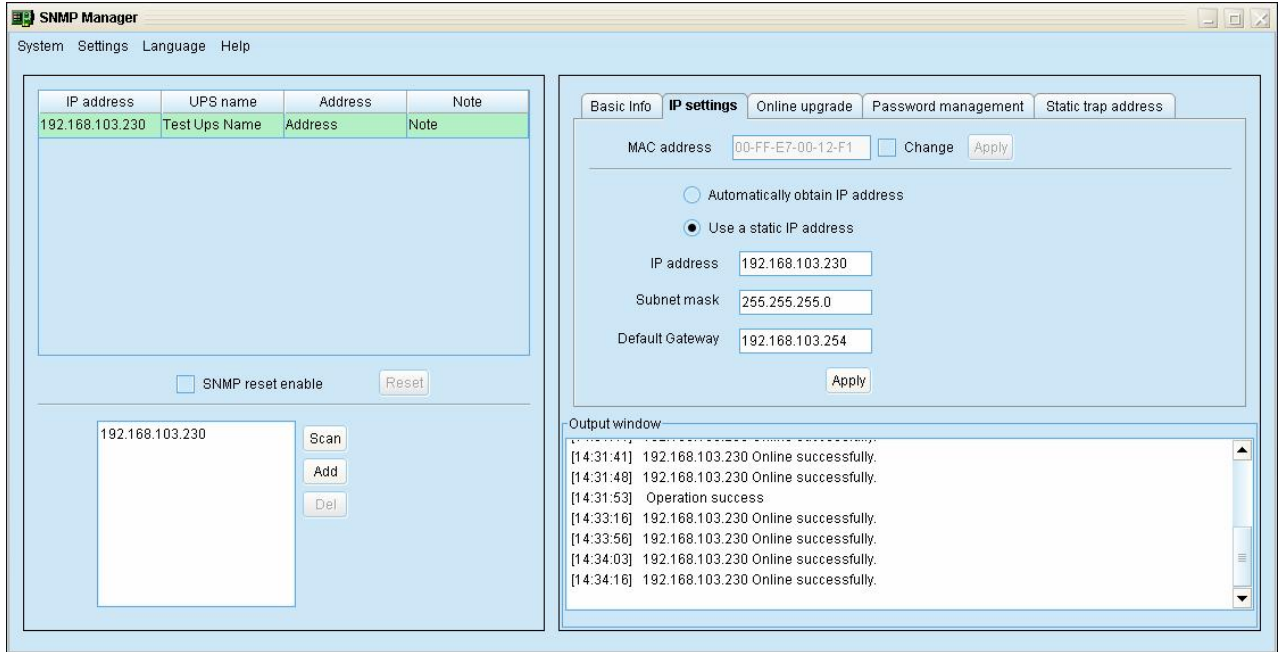 SNMP Manager
System Settings Language Help
IP address UPS name Address Note
192.168.103.230 Test Ups Name Address Note
SNMP reset enable Reset
192.168.103.230
Scan
Add
Del
Basic Info IP settings Online upgrade Password management Static trap address
MAC address 00-FF-E7-00-12-F1 Change Apply
Automatically obtain IP address
Use a static IP address
IP address 192.168.103.230
Subnet mask 255.255.255.0
Default Gateway 192.168.103.254
Apply
Output window
[14:31:41] 192.168.103.230 Online successfully.
[14:31:48] 192.168.103.230 Online successfully.
[14:31:53] Operation success
[14:33:16] 192.168.103.230 Online successfully.
[14:33:56] 192.168.103.230 Online successfully.
[14:34:03] 192.168.103.230 Online successfully.
[14:34:16] 192.168.103.230 Online successfully.